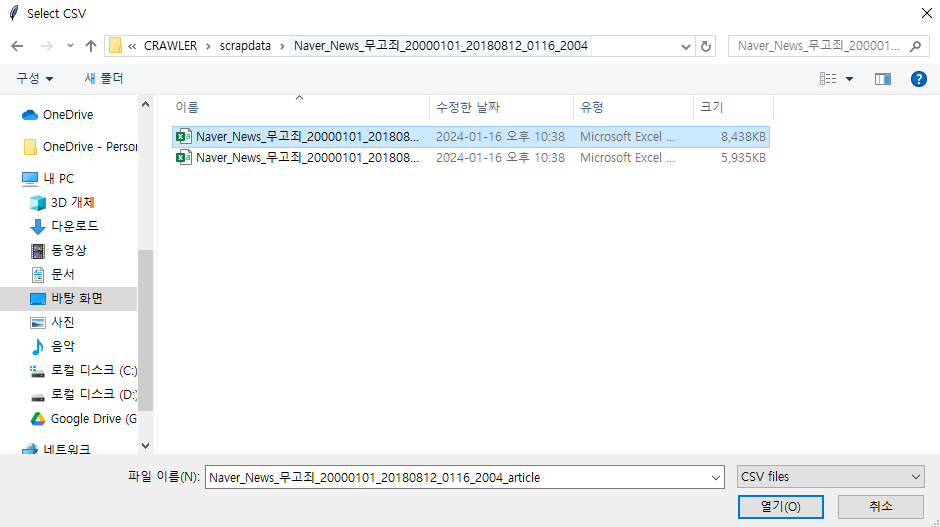 Select CSV
« CRAWLER › scrapdata › Naver_News_무고죄_20000101_20180812_0116_2004
Naver_News_무고죄_200001...
구성
새 폴더
이름 수정한 날짜 유형 크기
Naver_News_무고죄_20000101_201808... 2024-01-16 오후 10:38 Microsoft Excel ... 8,438KB
Naver_News_무고죄_20000101_201808... 2024-01-16 오후 10:38 Microsoft Excel ... 5,935KB
OneDrive
OneDrive - Person
내 PC
3D 개체
다운로드
동영상
문서
바탕 화면
사진
음악
로컬 디스크 (C:)
로컬 디스크 (D:)
Google Drive (G
네트워크
파일 이름(N): Naver_News_무고죄_20000101_20180812_0116_2004_article
CSV files
열기(O)
취소